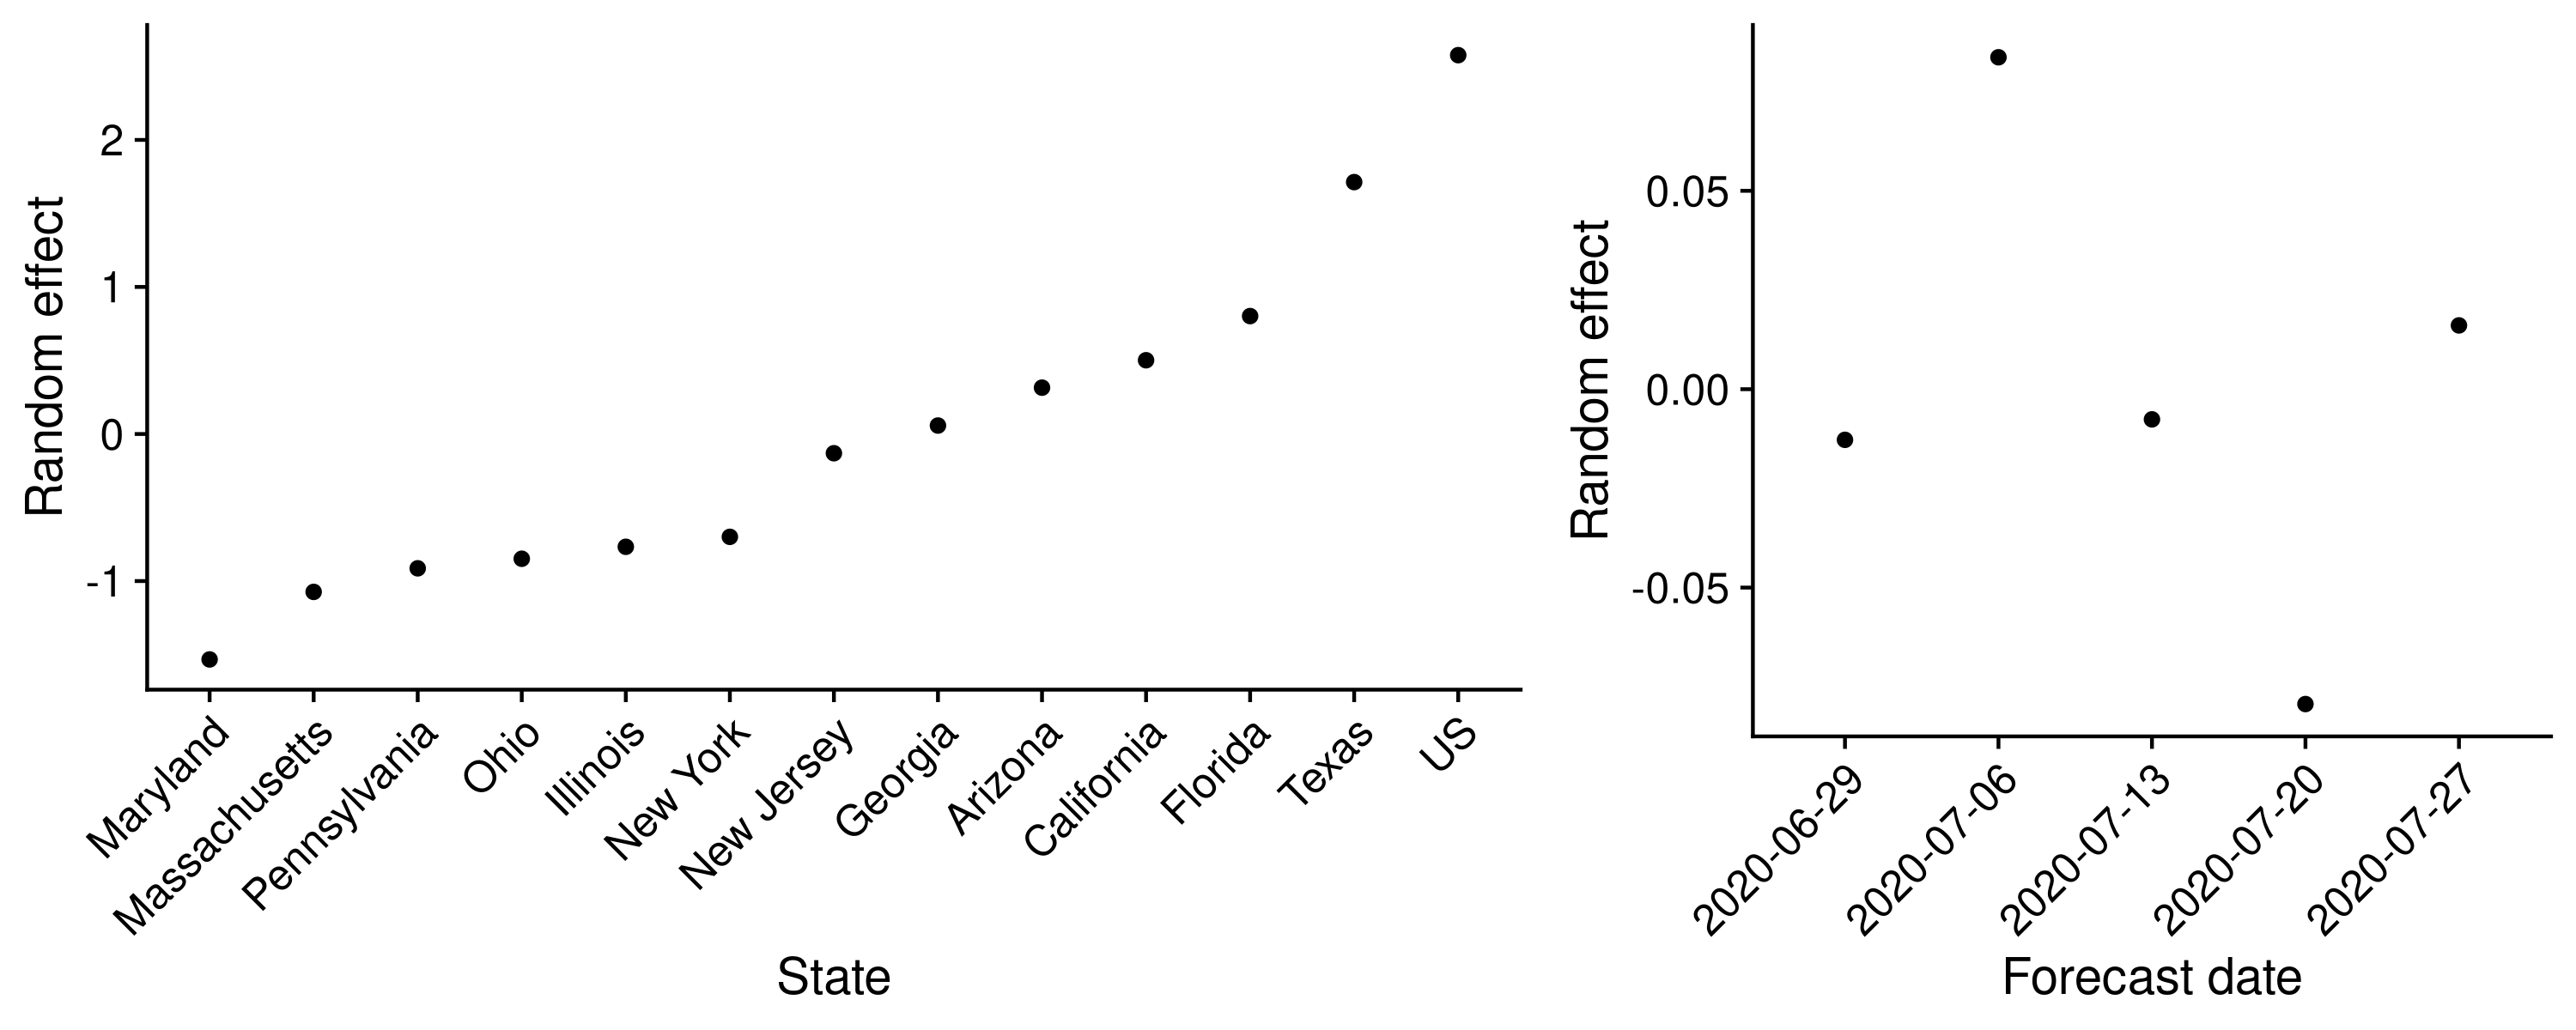 Random effect
2
1
0
-1
Maryland
Massachusetts
Pennsylvania
Ohio
Illinois
New York
New Jersey
Georgia
Arizona
California
Florida
Texas
US
State
Random effect
0.05
0.00
-0.05
2020-06-29
2020-07-06
2020-07-13
2020-07-20
2020-07-27
Forecast date